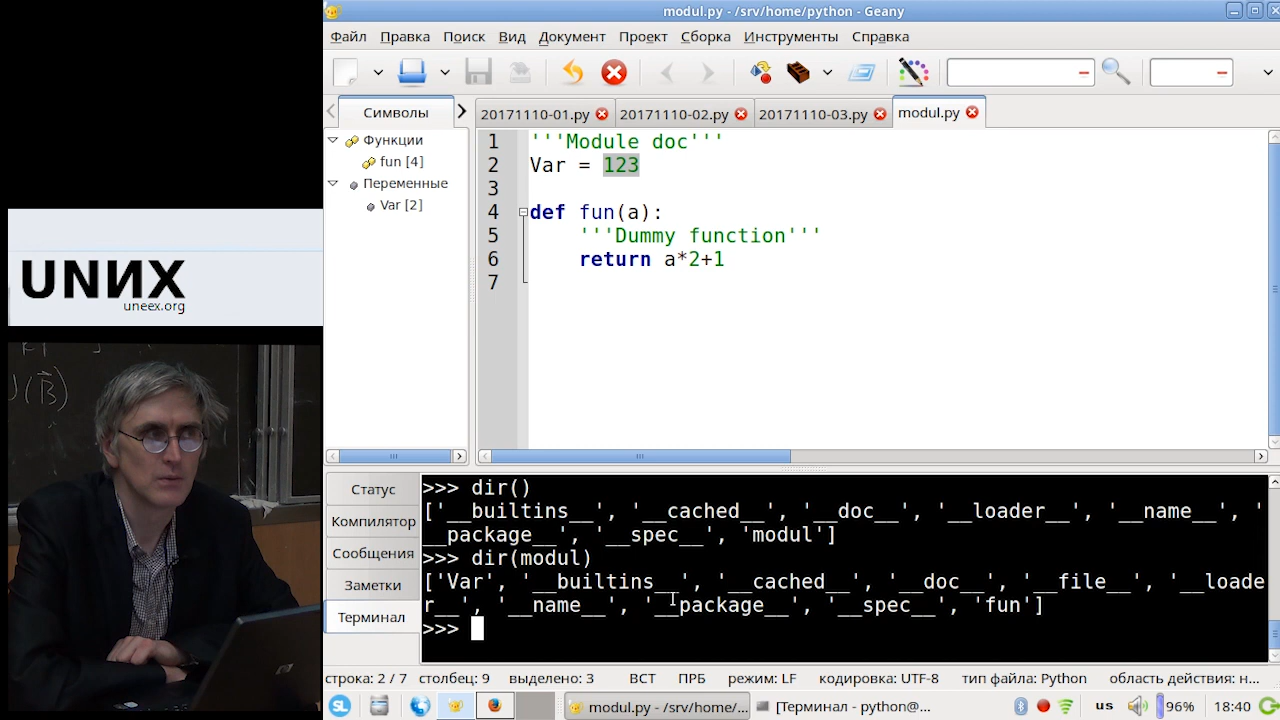 modul.py - /srv/home/python - Geany
Файл Правка Поиск Вид Документ Проект Сборка Инструменты Справка
Символы
20171110-01.py 20171110-02.py 20171110-03.py modul.py
Функции
fun [4]
Переменные
Var [2]
1 '''Module doc'''
2 Var = 123
3
4 def fun(a):
5 '''Dummy function'''
6 return a*2+1
7
UNИX
uneex.org
Статус
Компилятор
Сообщения
Заметки
Терминал
>>> dir()
['__builtins__', '__cached__', '__doc__', '__loader__', '__name__', '
__package__', '__spec__', 'modul']
>>> dir(modul)
['Var', '__builtins__', '__cached__', '__doc__', '__file__', '__loade
r__', '__name__', '__package__', '__spec__', 'fun']
>>>
строка: 2 / 7 столбец: 9 выделено: 3 ВСТ ПРБ режим: LF кодировка: UTF-8 тип файла: Python область действия: н...
modul.py - /srv/home/... [Терминал - python@... us 96% 18:40